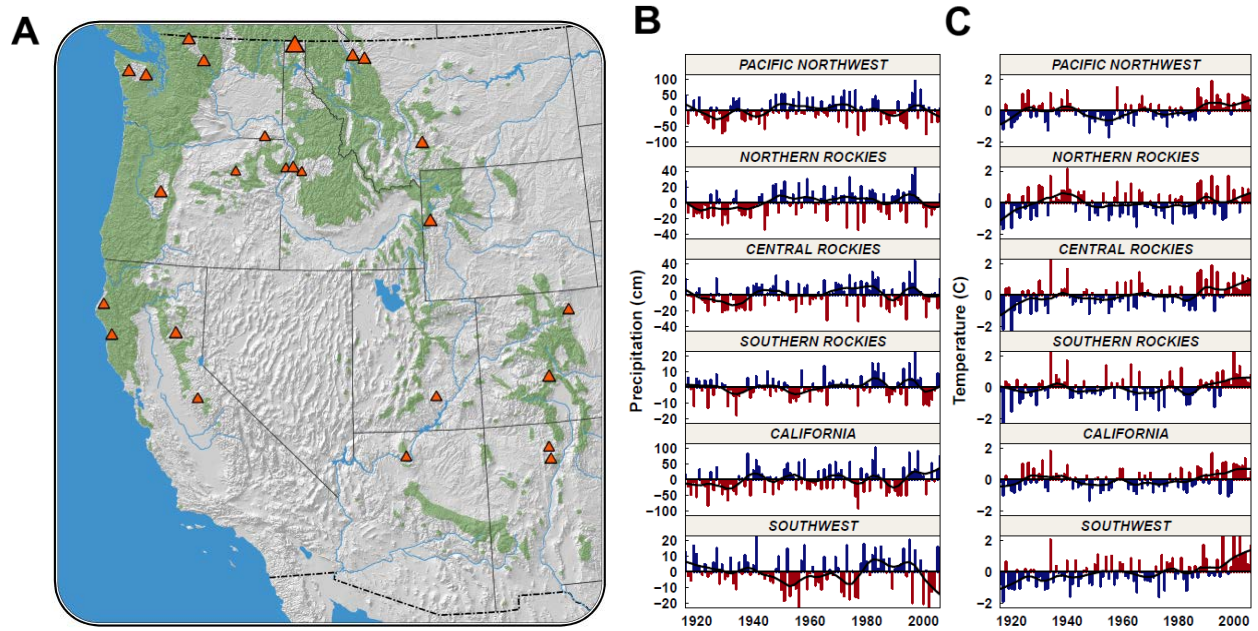 A
B
C
PACIFIC NORTHWEST
100
50
0
−50
−100
NORTHERN ROCKIES
40
20
0
−20
−40
CENTRAL ROCKIES
40
20
0
−20
−40
SOUTHERN ROCKIES
20
10
0
−10
−20
CALIFORNIA
100
50
0
−50
−100
SOUTHWEST
20
10
0
−10
−20
Precipitation (cm)
1920 1940 1960 1980 2000
PACIFIC NORTHWEST
2
0
−2
NORTHERN ROCKIES
2
0
−2
CENTRAL ROCKIES
2
0
−2
SOUTHERN ROCKIES
2
0
−2
CALIFORNIA
2
0
−2
SOUTHWEST
2
0
−2
Temperature (C)
1920 1940 1960 1980 2000